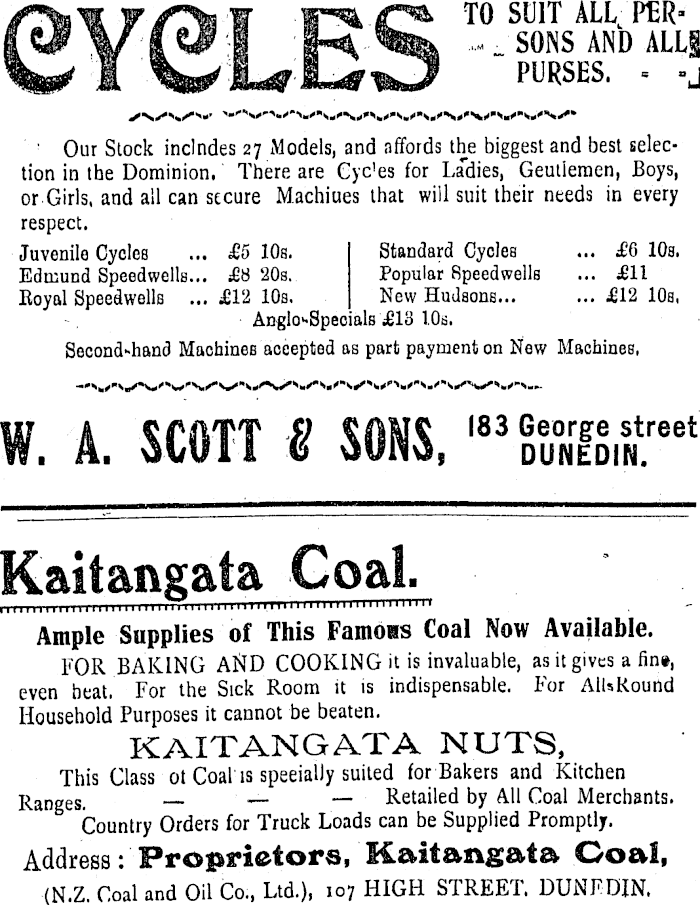 CYCLES
TO SUIT ALL PER-
SONS AND ALL
PURSES.
Our Stock inclndes 27 Models, and affords the biggest and best selec-
tion in the Dominion. There are Cycles for Ladies, Geutlemen, Boys,
or Girls, and all can secure Machiues that will suit their needs in every
respect.
Juvenile Cycles ... £5 10s.
Edmund Speedwells... £8 20s.
Royal Speedwells ... £12 10s.
Standard Cycles ... £6 10s.
Popular Speedwells ... £11
New Hudsons... ... £12 10s.
Anglo-Specials £13 10s.
Second-hand Machines accepted as part payment on New Machines.
W. A. SCOTT & SONS,
183 George street
DUNEDIN.
Kaitangata Coal.
Ample Supplies of This Famous Coal Now Available.
FOR BAKING AND COOKING it is invaluable, as it gives a fine,
even heat. For the Sick Room it is indispensable. For All-Round
Household Purposes it cannot be beaten.
KAITANGATA NUTS,
This Class of Coal is speeially suited for Bakers and Kitchen
Ranges. — — — Retailed by All Coal Merchants.
Country Orders for Truck Loads can be Supplied Promptly.
Address: Proprietors, Kaitangata Coal,
(N.Z. Coal and Oil Co., Ltd.), 107 HIGH STREET. DUNEDIN.